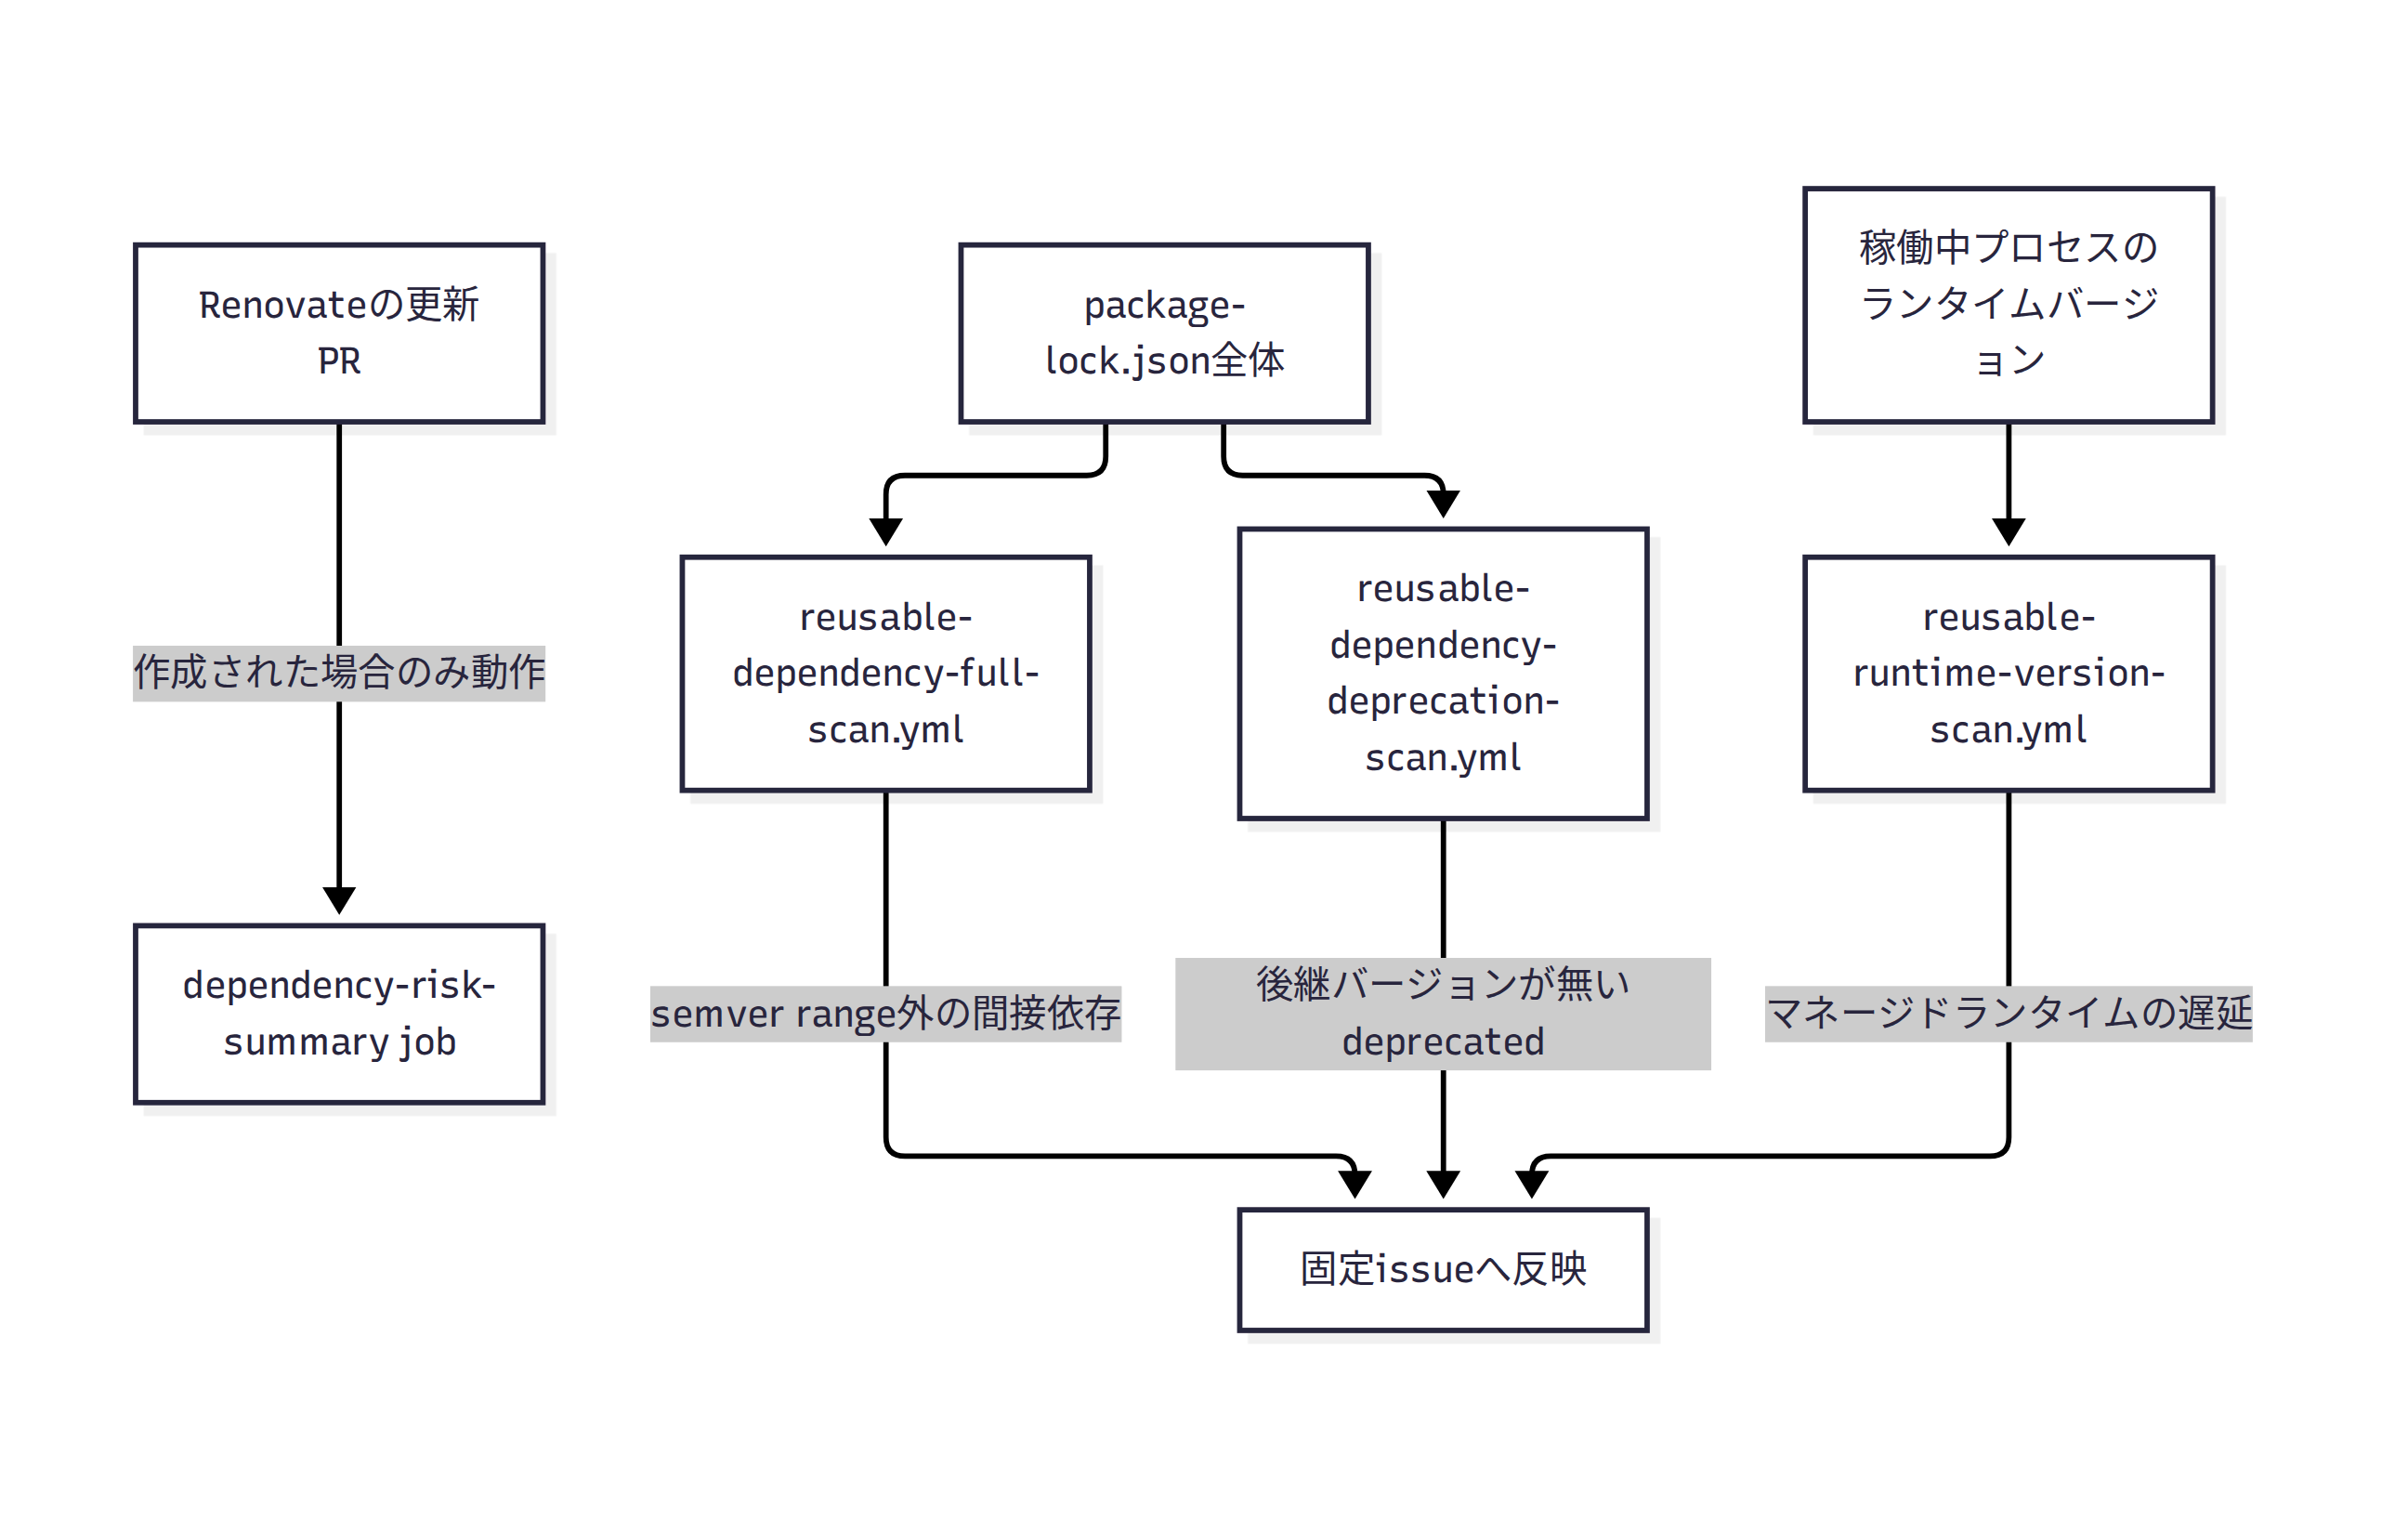 Renovateの更新
PR
package-
lock.json全体
稼働中プロセスの
ランタイムバージ
ョン
作成された場合のみ動作
reusable-
dependency-full-
scan.yml
reusable-
dependency-
deprecation-
scan.yml
reusable-
runtime-version-
scan.yml
dependency-risk-
summary job
semver range外の間接依存
後継バージョンが無い
deprecated
マネージドランタイムの遅延
固定issueへ反映